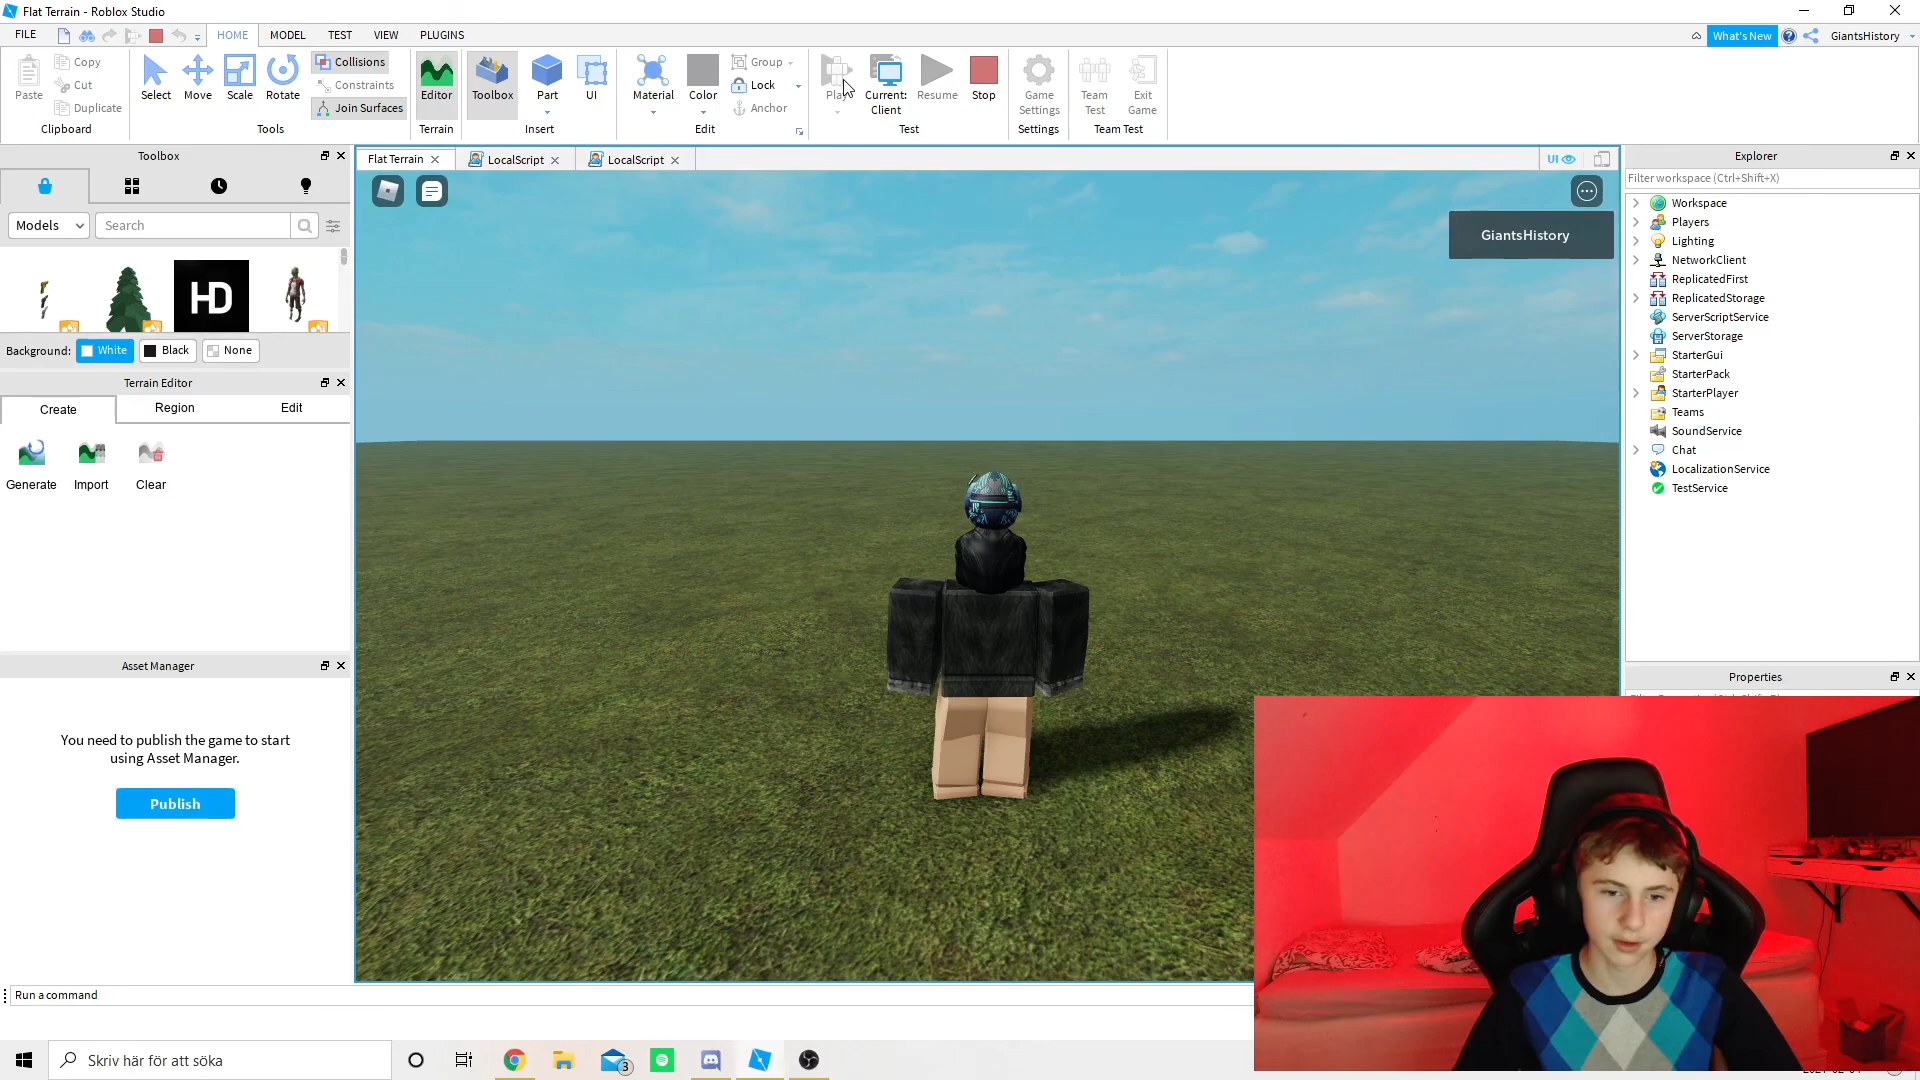 Flat Terrain - Roblox Studio
FILE
HOME
MODEL
TEST
VIEW
PLUGINS
What's New
GiantsHistory
Paste
Copy
Cut
Duplicate
Clipboard
Select
Move
Scale
Rotate
Collisions
Constraints
Join Surfaces
Tools
Editor
Terrain
Toolbox
Part
UI
Insert
Material
Color
Group
Lock
Anchor
Edit
Play
Current:
Client
Resume
Stop
Test
Game
Settings
Settings
Team
Test
Exit
Game
Team Test
Toolbox
Models
Search
HD
Background:
White
Black
None
Terrain Editor
Create
Region
Edit
Generate
Import
Clear
Asset Manager
You need to publish the game to start
using Asset Manager.
Publish
Flat Terrain
LocalScript
LocalScript
UI
GiantsHistory
Explorer
Filter workspace (Ctrl+Shift+X)
Workspace
Players
Lighting
NetworkClient
ReplicatedFirst
ReplicatedStorage
ServerScriptService
ServerStorage
StarterGui
StarterPack
StarterPlayer
Teams
SoundService
Chat
LocalizationService
TestService
Properties
Run a command
Skriv här för att söka
3